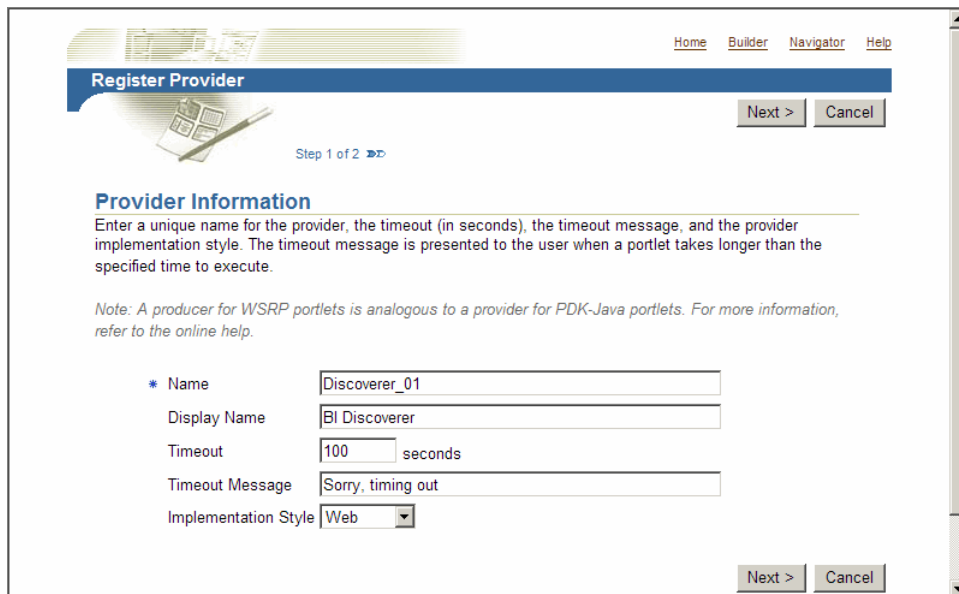 Home Builder Navigator Help
Register Provider
Next > Cancel
Step 1 of 2
Provider Information
Enter a unique name for the provider, the timeout (in seconds), the timeout message, and the provider
implementation style. The timeout message is presented to the user when a portlet takes longer than the
specified time to execute.
Note: A producer for WSRP portlets is analogous to a provider for PDK-Java portlets. For more information,
refer to the online help.
* Name Discoverer_01
Display Name BI Discoverer
Timeout 100 seconds
Timeout Message Sorry, timing out
Implementation Style Web
Next > Cancel